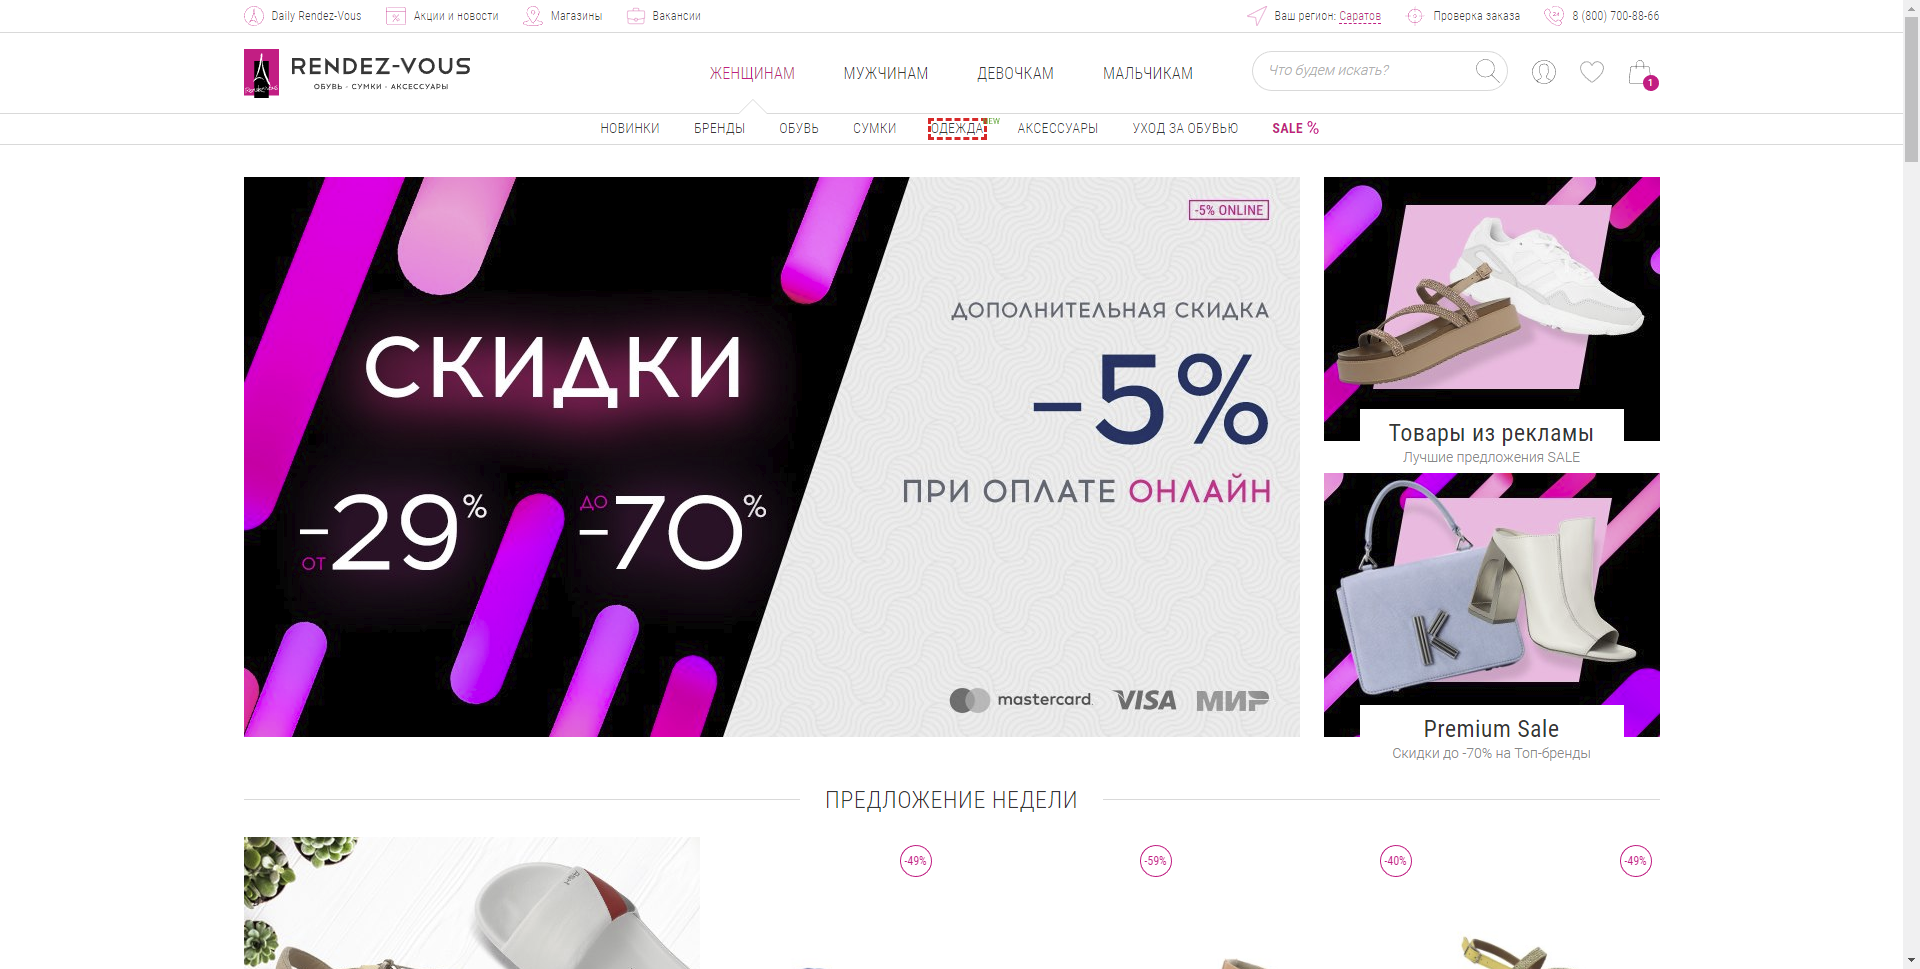 Daily Rendez-Vous
Акции и новости
Магазины
Вакансии
Ваш регион: Саратов
Проверка заказа
8 (800) 700-88-66
RENDEZ-VOUS
ОБУВЬ · СУМКИ · АКСЕССУАРЫ
ЖЕНЩИНАМ
МУЖЧИНАМ
ДЕВОЧКАМ
МАЛЬЧИКАМ
Что будем искать?
1
НОВИНКИ
БРЕНДЫ
ОБУВЬ
СУМКИ
ОДЕЖДА
NEW
АКСЕССУАРЫ
УХОД ЗА ОБУВЬЮ
SALE %
СКИДКИ
ОТ -29%
ДО -70%
-5% ONLINE
ДОПОЛНИТЕЛЬНАЯ СКИДКА
-5%
ПРИ ОПЛАТЕ ОНЛАЙН
mastercard.
VISA
МИР
Товары из рекламы
Лучшие предложения SALE
K
Premium Sale
Скидки до -70% на Топ-бренды
ПРЕДЛОЖЕНИЕ НЕДЕЛИ
-49%
-59%
-40%
-49%